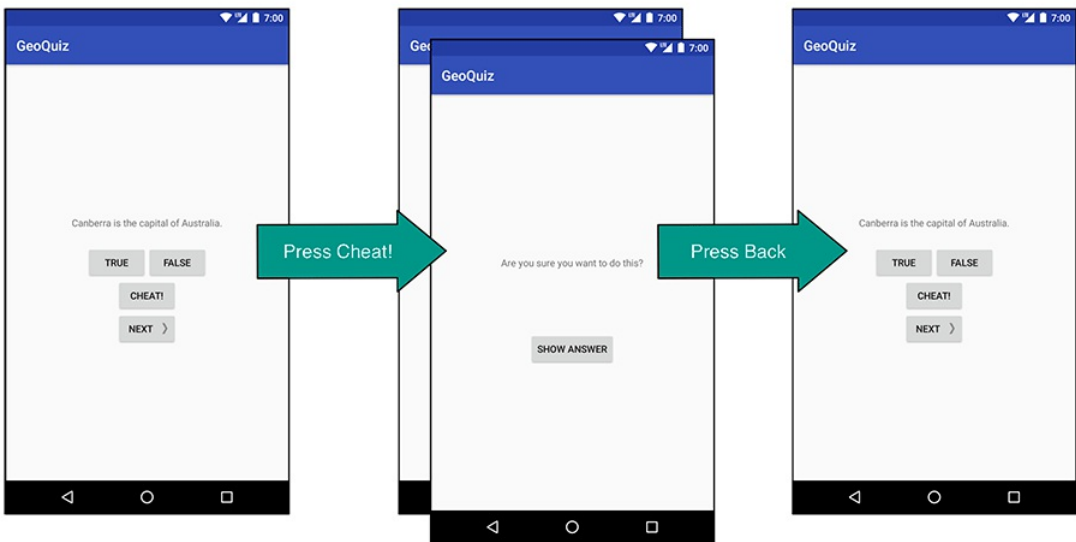 7:00
GeoQuiz
Canberra is the capital of Australia.
TRUE FALSE
CHEAT!
NEXT
Press Cheat!
7:00
Geo
7:00
GeoQuiz
Are you sure you want to do this?
SHOW ANSWER
Press Back
7:00
GeoQuiz
Canberra is the capital of Australia.
TRUE FALSE
CHEAT!
NEXT